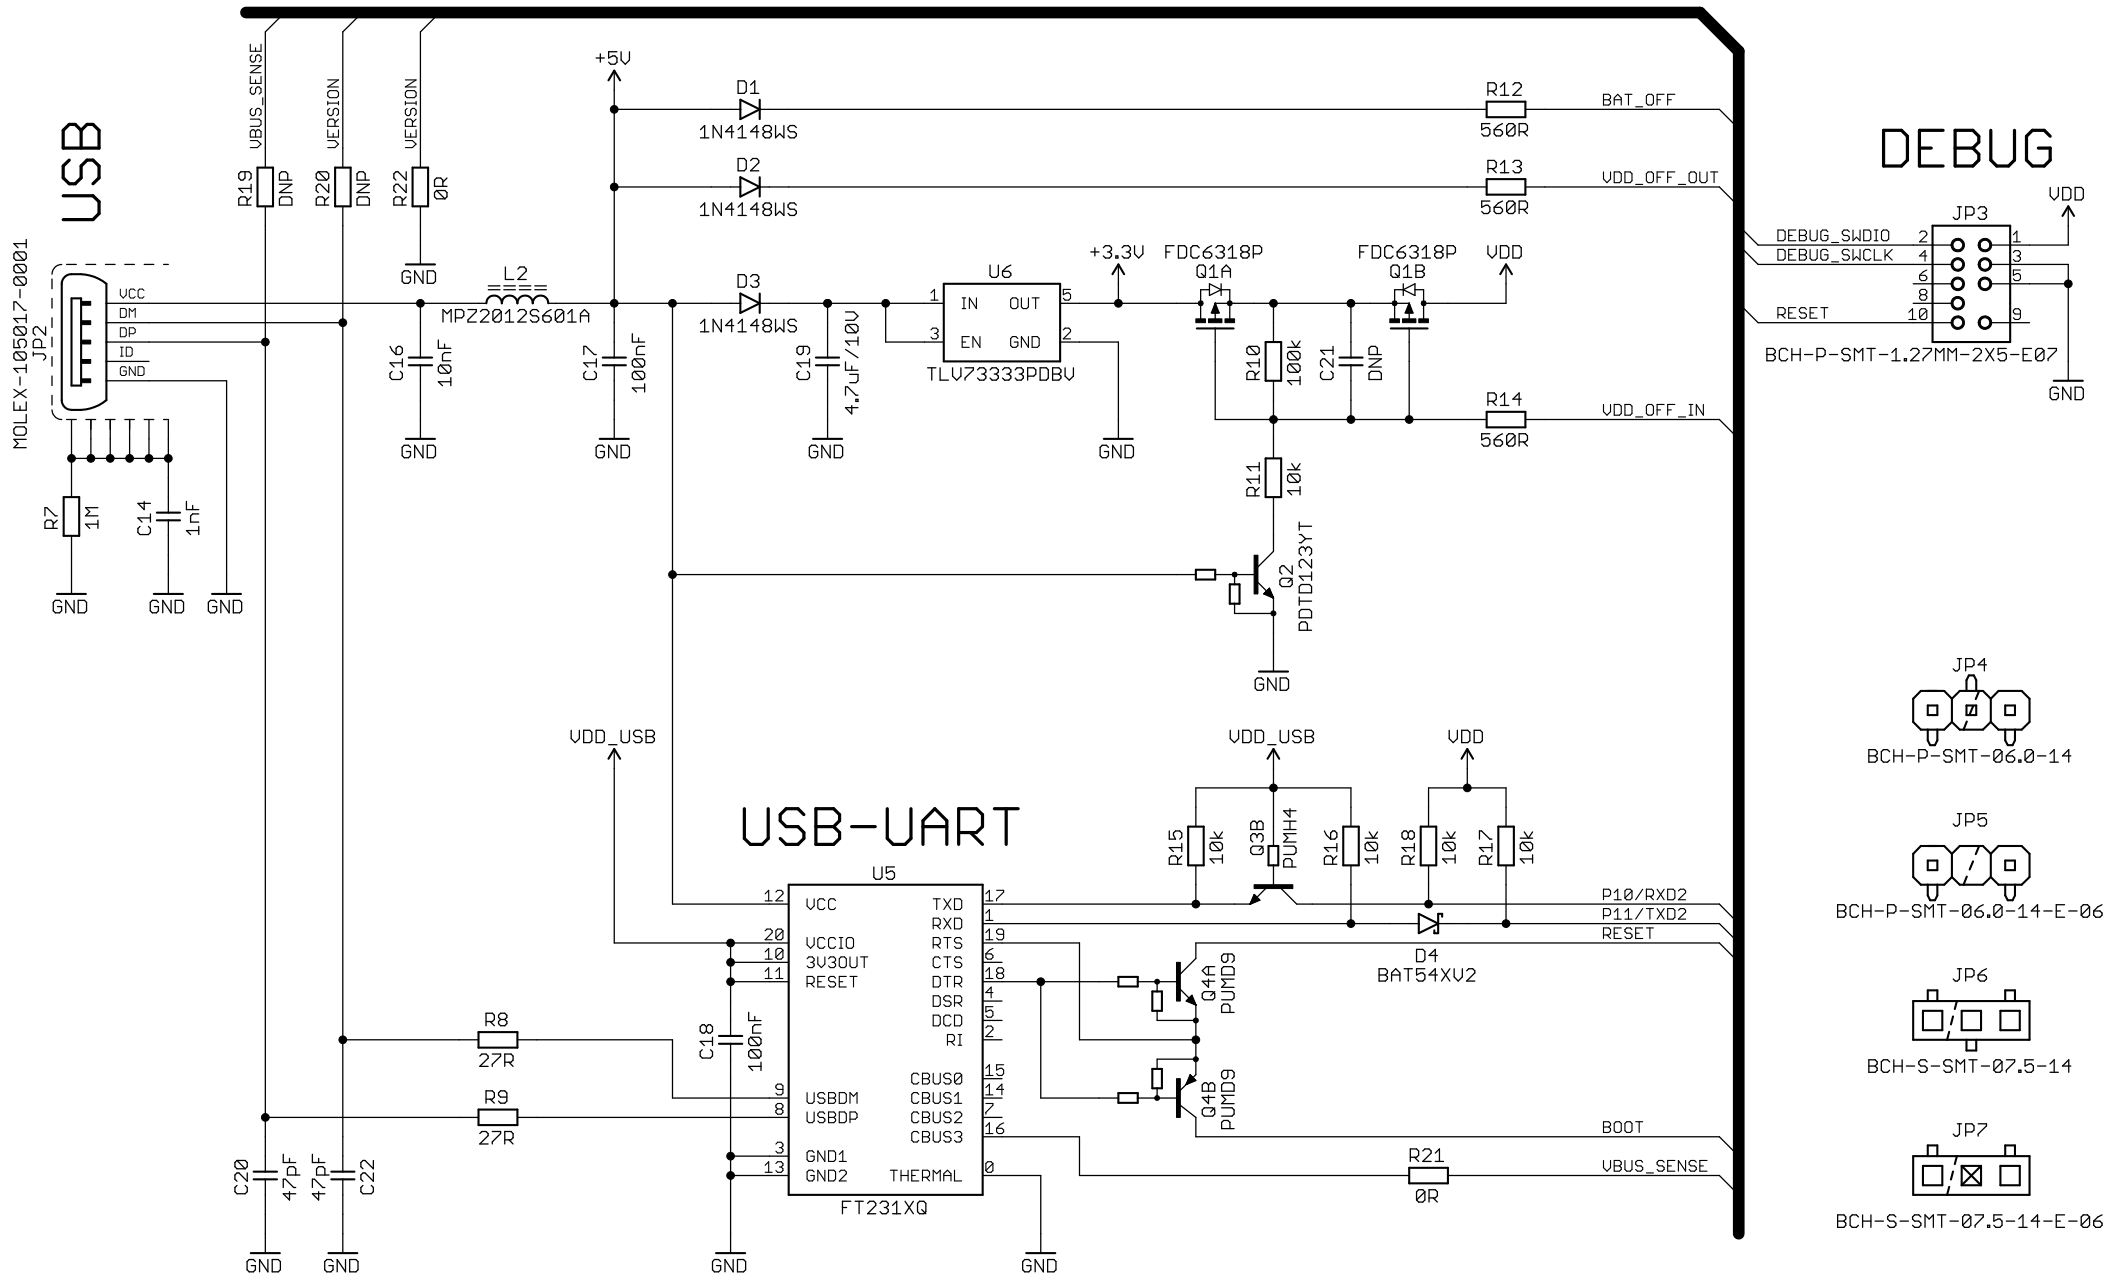 USB
MOLEX-105017-0001
JP2
VCC
DM
DP
ID
GND
R7
1M
GND
C14
1nF
GND
GND
VBUS_SENSE
R19
DNP
VERSION
R20
DNP
VERSION
R22
0R
GND
L2
MPZ2012S601A
C16
10nF
GND
+5V
C17
100nF
GND
D1
1N4148WS
R12
560R
BAT_OFF
D2
1N4148WS
R13
560R
VDD_OFF_OUT
D3
1N4148WS
C19
4.7uF/10V
GND
U6
1
IN
OUT
5
3
EN
GND
2
TLV73333PDBV
GND
+3.3V
FDC6318P
Q1A
FDC6318P
Q1B
VDD
R10
100k
C21
DNP
R14
560R
VDD_OFF_IN
R11
10k
Q2
PDTD123YT
GND
DEBUG
VDD
JP3
DEBUG_SWDIO
2
1
DEBUG_SWCLK
4
3
6
5
8
RESET
10
9
BCH-P-SMT-1.27MM-2X5-E07
GND
VDD_USB
USB-UART
U5
12
VCC
20
VCCIO
10
3V3OUT
11
RESET
9
USBDM
8
USBDP
3
GND1
13
GND2
TXD
17
RXD
1
RTS
19
CTS
6
DTR
18
DSR
4
DCD
5
RI
2
CBUS0
15
CBUS1
14
CBUS2
7
CBUS3
16
THERMAL
0
FT231XQ
C18
100nF
GND
GND
R8
27R
R9
27R
C20
47pF
GND
47pF
C22
GND
VDD_USB
VDD
R15
10k
Q3B
PUMH4
R16
10k
R18
10k
R17
10k
P10/RXD2
P11/TXD2
RESET
D4
BAT54XV2
Q4A
PUMD9
Q4B
PUMD9
BOOT
R21
0R
VBUS_SENSE
JP4
BCH-P-SMT-06.0-14
JP5
BCH-P-SMT-06.0-14-E-06
JP6
BCH-S-SMT-07.5-14
JP7
BCH-S-SMT-07.5-14-E-06